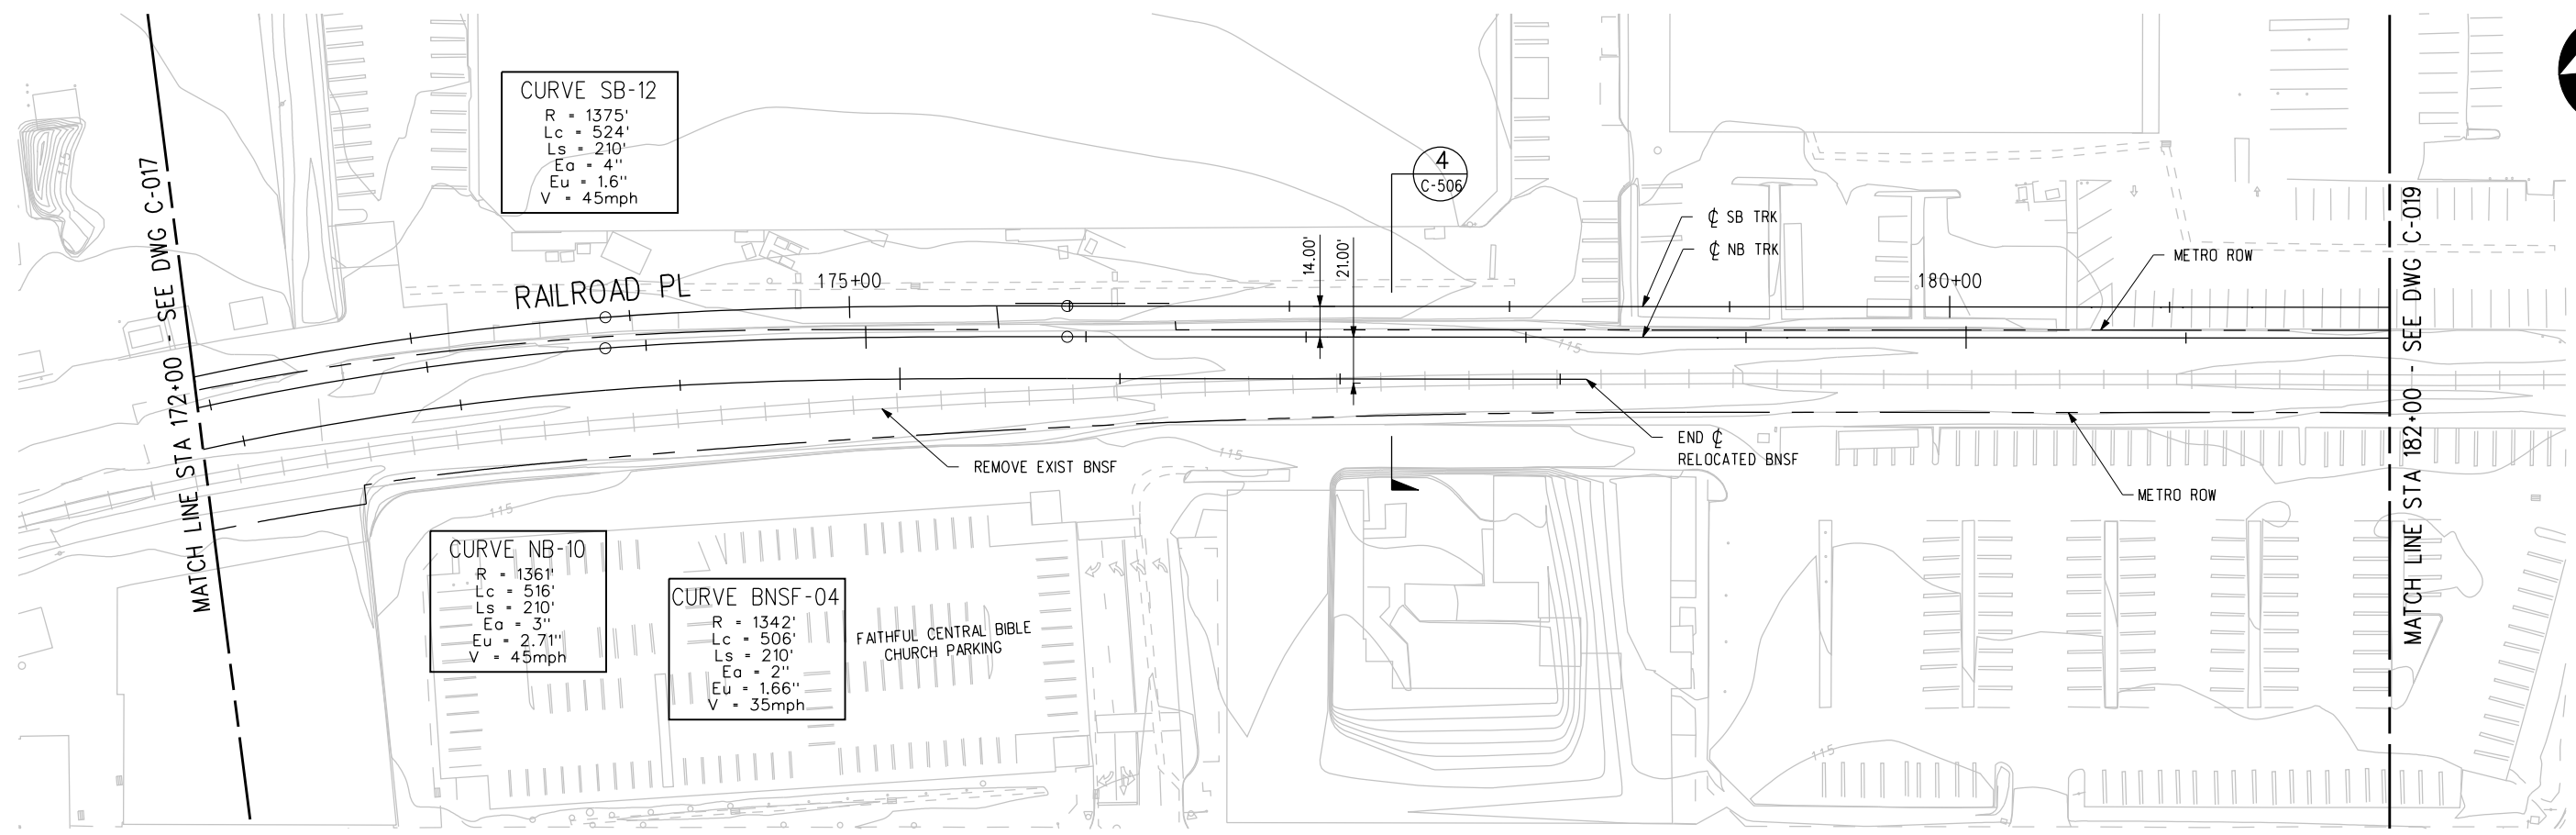 CURVE SB-12
R = 1375'
Lc = 524'
Ls = 210'
Ea = 4''
Eu = 1.6''
V = 45mph
MATCH LINE STA 172+00 - SEE DWG C-017
4
C-506
℄ SB TRK
℄ NB TRK
METRO ROW
14.00'
21.00'
RAILROAD PL
175+00
180+00
115
MATCH LINE STA 182+00 - SEE DWG C-019
REMOVE EXIST BNSF
END ℄
RELOCATED BNSF
METRO ROW
115
115
CURVE NB-10
R = 1361'
Lc = 516'
Ls = 210'
Ea = 3''
Eu = 2.71''
V = 45mph
CURVE BNSF-04
R = 1342'
Lc = 506'
Ls = 210'
Ea = 2''
Eu = 1.66''
V = 35mph
FAITHFUL CENTRAL BIBLE
CHURCH PARKING
115